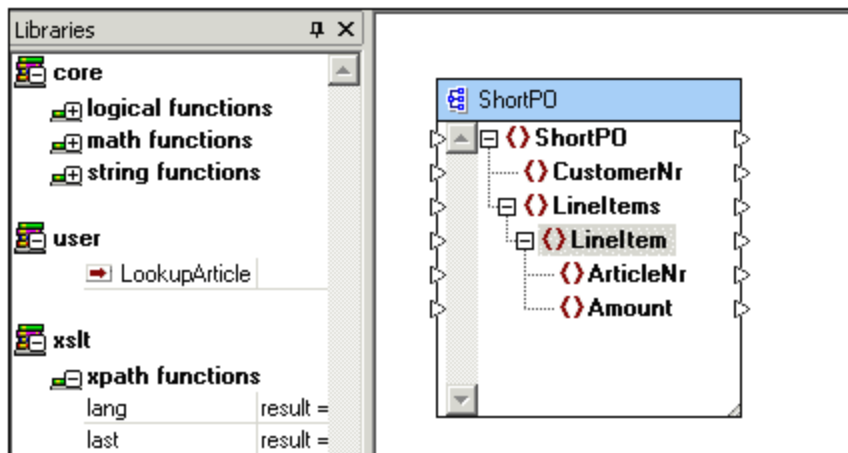 Libraries
core
logical functions
math functions
string functions
user
LookupArticle
xslt
xpath functions
lang result =
last result =
ShortPO
ShortPO
CustomerNr
LineItems
LineItem
ArticleNr
Amount